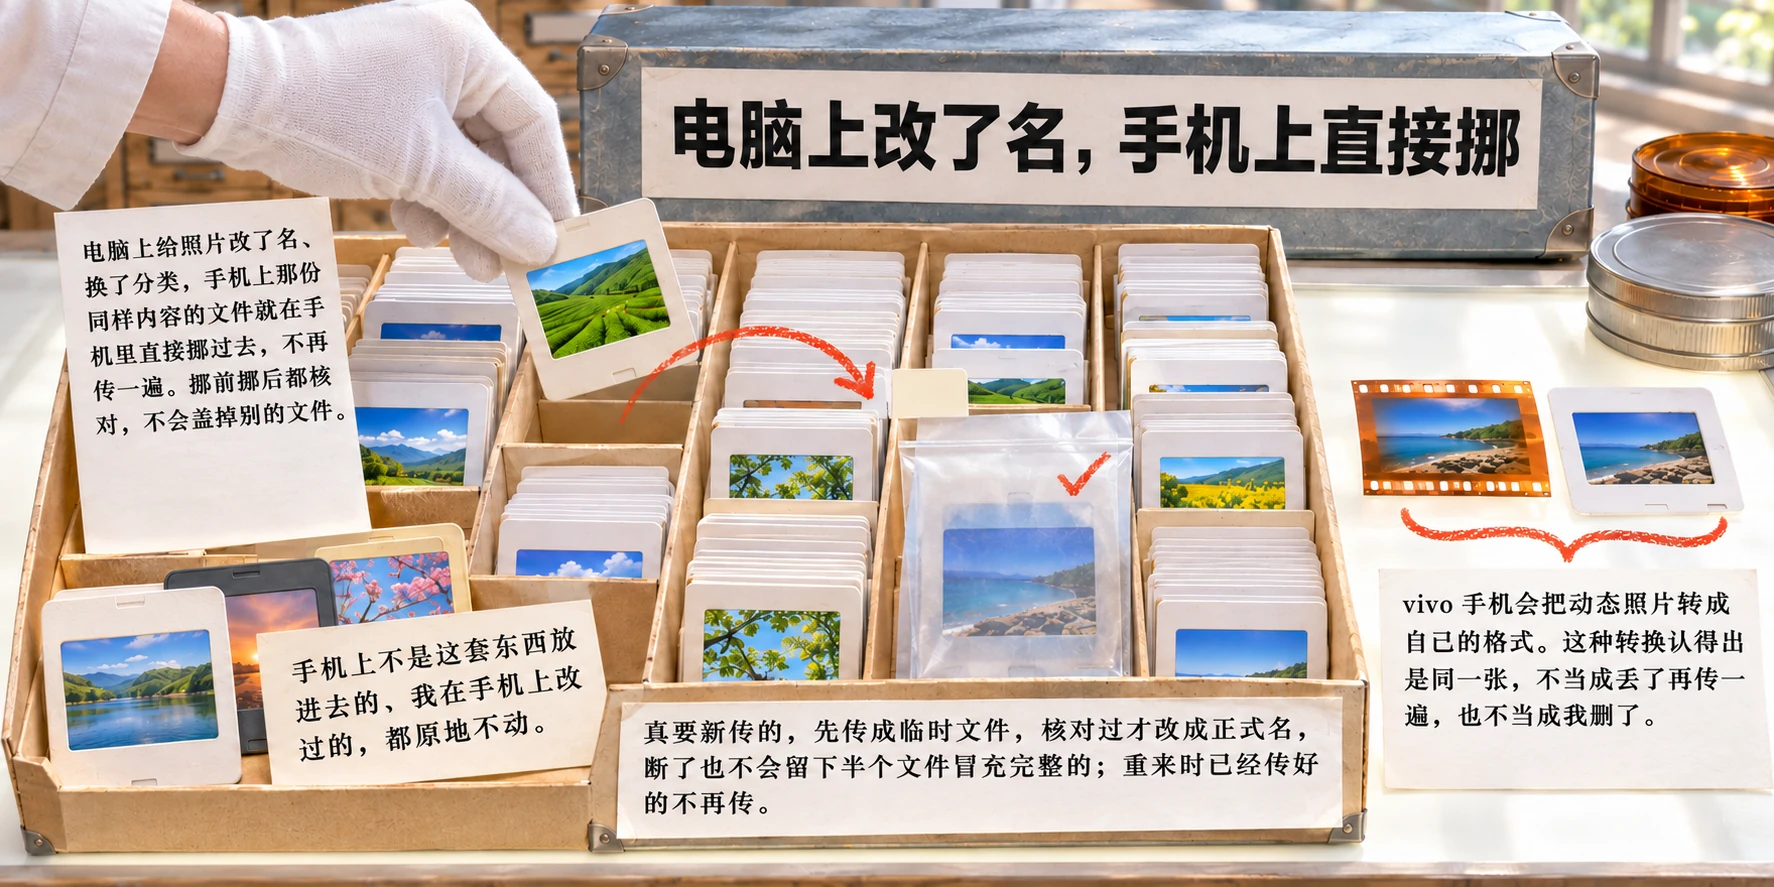 电脑上改了名，手机上直接挪
电脑上给照片改了名、
换了分类，手机上那份
同样内容的文件就在手
机里直接挪过去，不再
传一遍。挪前挪后都核
对，不会盖掉别的文件。
手机上不是这套东西放
进去的、我在手机上改
过的，都原地不动。
真要新传的，先传成临时文件，核对过才改成正式名，
断了也不会留下半个文件冒充完整的；重来时已经传好
的不再传。
vivo 手机会把动态照片转成
自己的格式。这种转换认得出
是同一张，不当成丢了再传一
遍，也不当成我删了。